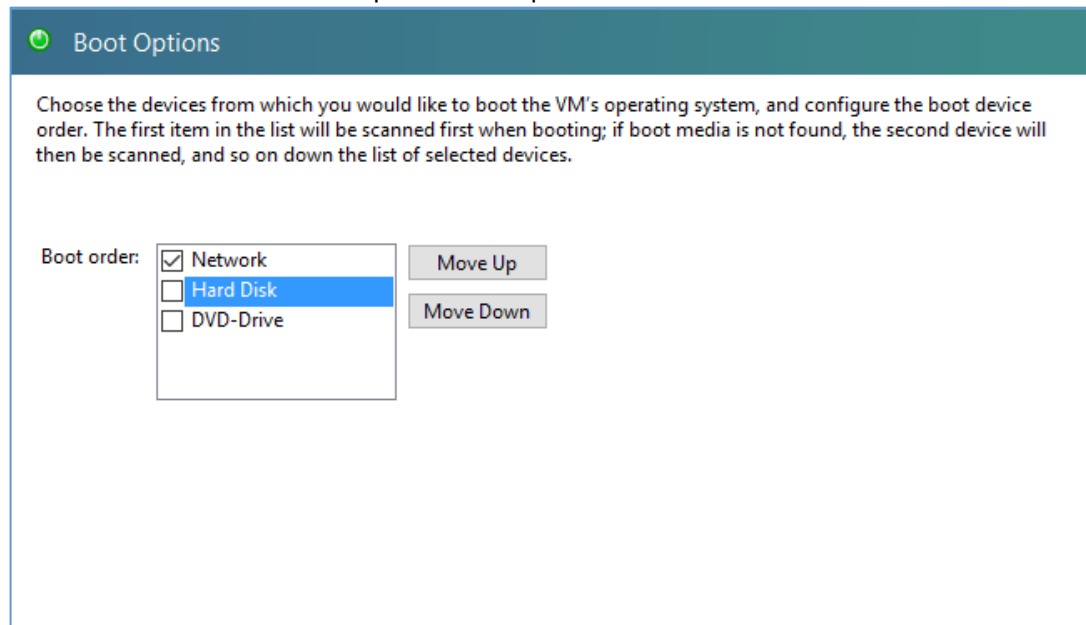 Boot Options
Choose the devices from which you would like to boot the VM's operating system, and configure the boot device
order. The first item in the list will be scanned first when booting; if boot media is not found, the second device will
then be scanned, and so on down the list of selected devices.
Boot order:
Network
Hard Disk
DVD-Drive
Move Up
Move Down